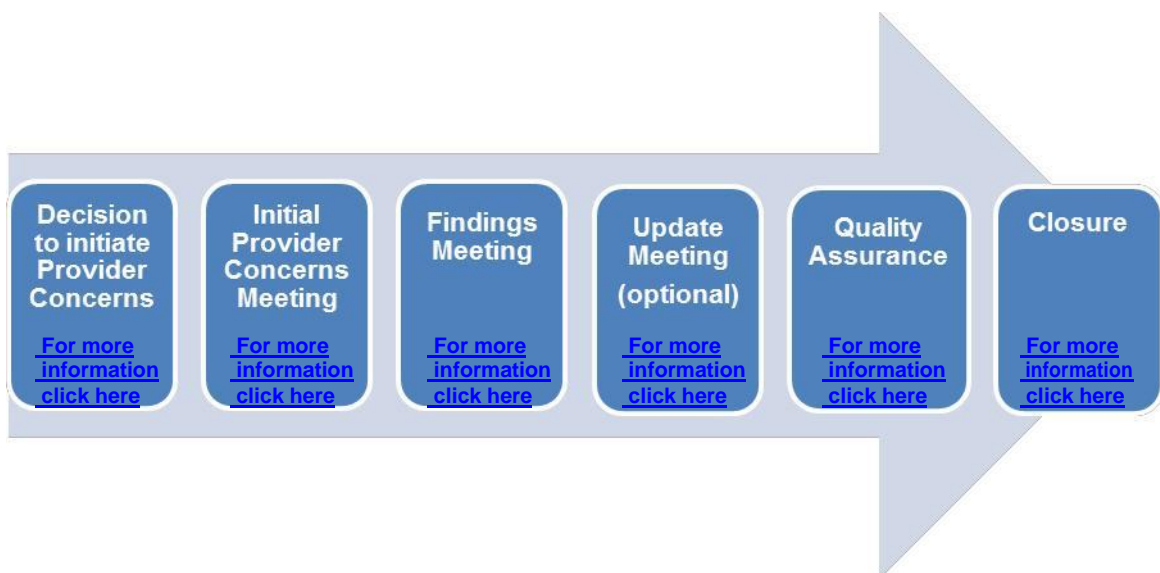 Decision
to initiate
Provider
Concerns
For more
information
click here
Initial
Provider
Concerns
Meeting
For more
information
click here
Findings
Meeting
For more
information
click here
Update
Meeting
(optional)
For more
information
click here
Quality
Assurance
For more
information
click here
Closure
For more
information
click here